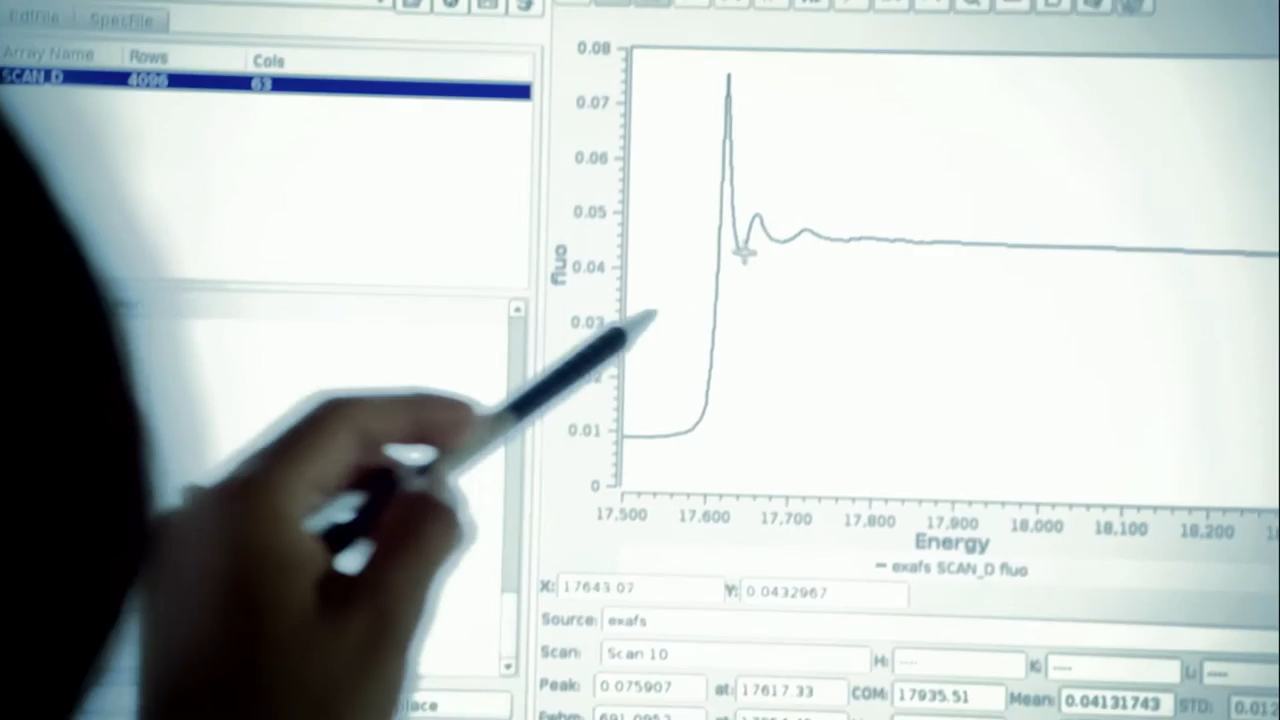 EdfFile SpecFile
Array Name Rows Cols
SCAN_D 4096 63
0.08
0.07
0.06
0.05
0.04
0.03
0.01
0
fluo
17,500 17,600 17,700 17,800 17,900 18,000 18,100 18,200
Energy
exafs SCAN_D fluo
X: 17643.07 Y: 0.0432967
Source: exafs
Scan: Scan 10 H: ---- K: ---- L: ----
Peak: 0.075907 at: 17617.33 COM: 17935.51 Mean: 0.04131743 STD: 0.012